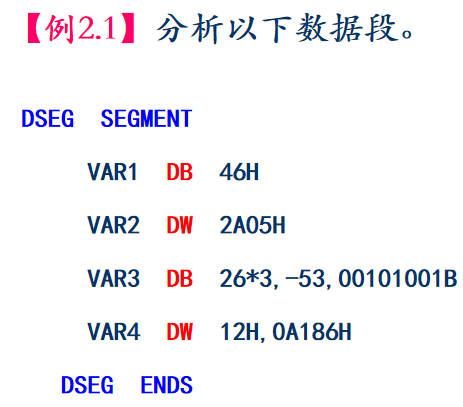 【例2.1】分析以下数据段。
DSEG SEGMENT
VAR1 DB 46H
VAR2 DW 2A05H
VAR3 DB 26*3,-53,00101001B
VAR4 DW 12H,0A186H
DSEG ENDS